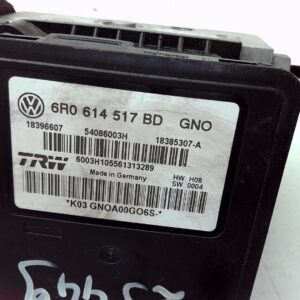 6R0 614 517 BD GNO
18396607 54086003H 18385307-A
TRW 6003H105561313289
Made in Germany HW H08
SW 0004
*K03 GNOA00GO6S-*